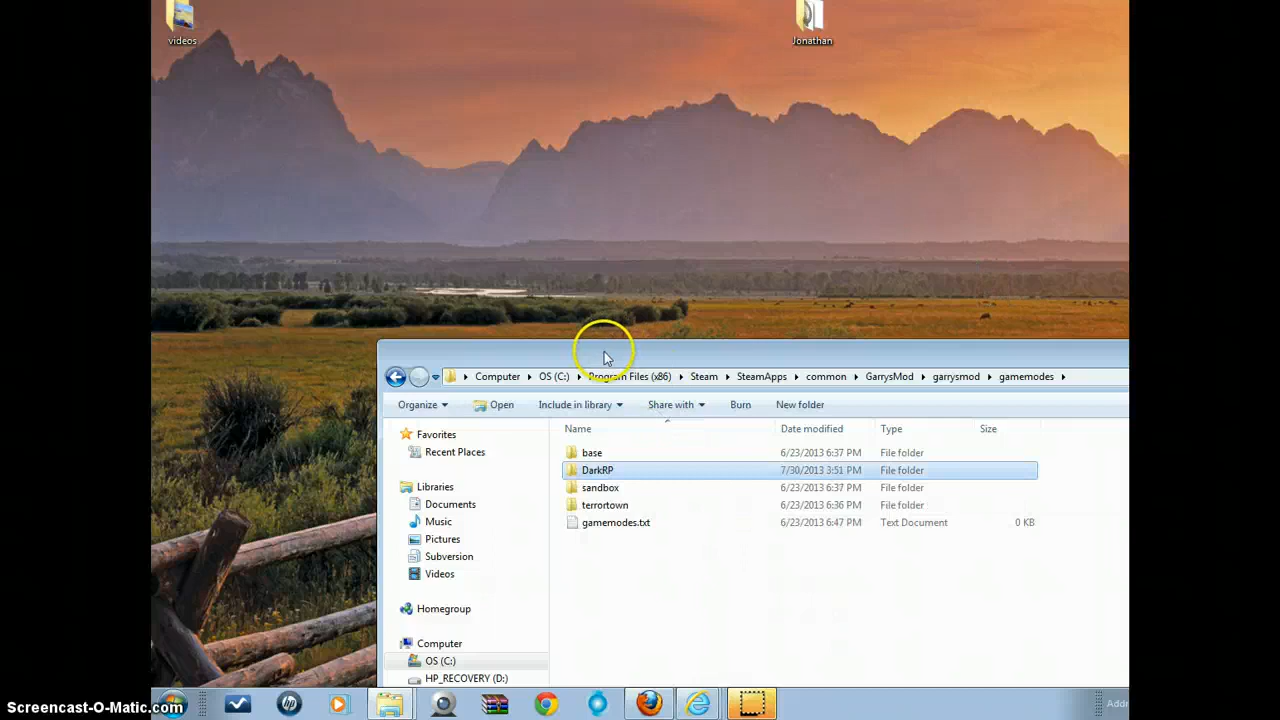 videos
Jonathan
Computer OS (C:) Program Files (x86) Steam SteamApps common GarrysMod garrysmod gamemodes
Organize Open Include in library Share with Burn New folder
Name Date modified Type Size
Favorites
Recent Places
Libraries
Documents
Music
Pictures
Subversion
Videos
Homegroup
Computer
OS (C:)
HP_RECOVERY (D:)
base 6/23/2013 6:37 PM File folder
DarkRP 7/30/2013 3:51 PM File folder
sandbox 6/23/2013 6:37 PM File folder
terrortown 6/23/2013 6:36 PM File folder
gamemodes.txt 6/23/2013 6:47 PM Text Document 0 KB
hp
Addr
Screencast-O-Matic.com